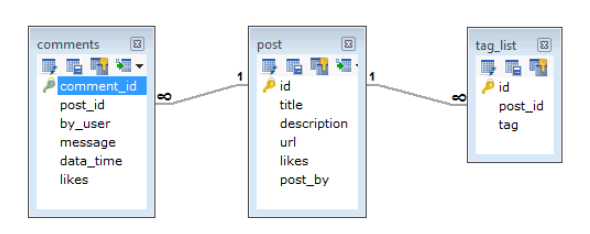 comments
comment_id
post_id
by_user
message
data_time
likes
∞
1
post
id
title
description
url
likes
post_by
1
∞
tag_list
id
post_id
tag